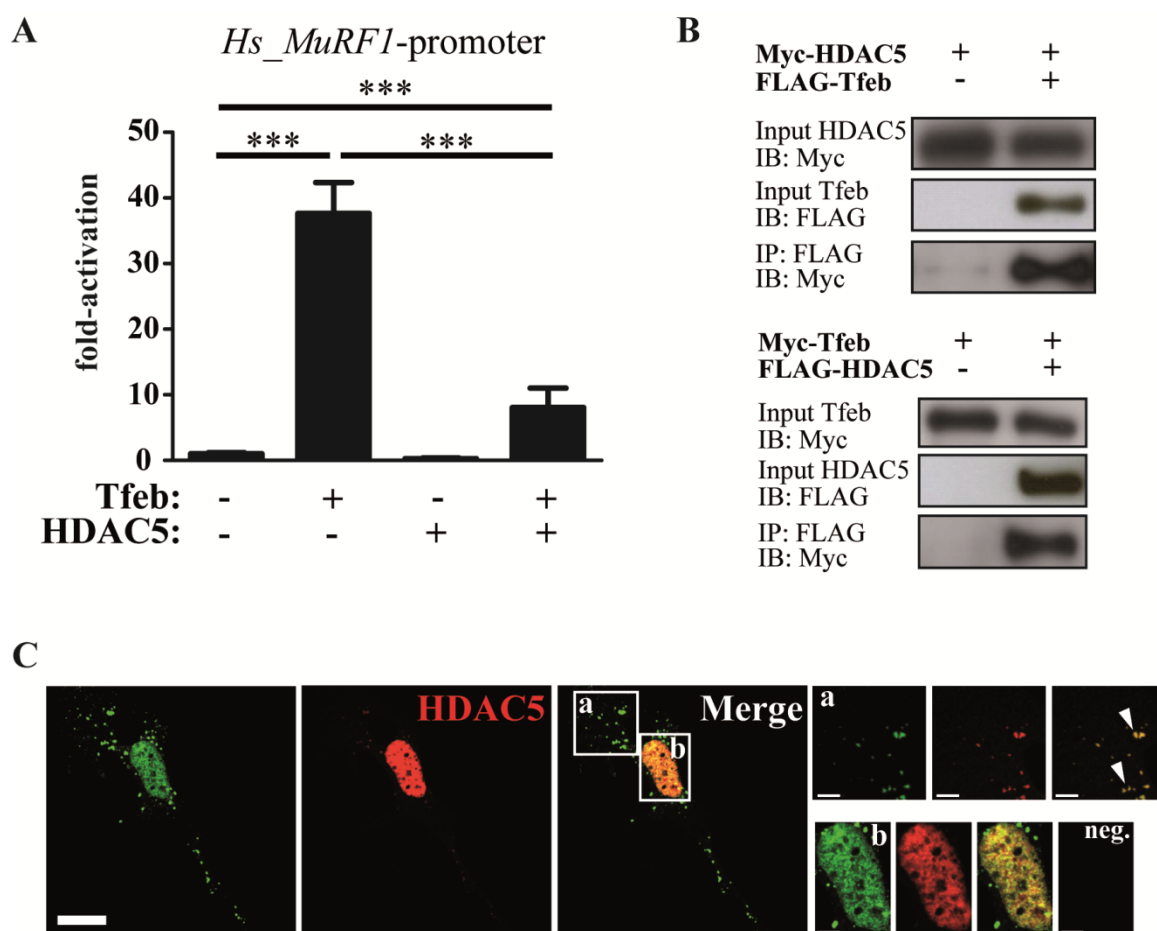 A
Hs_MuRF1-promoter
***
*** ***
fold-activation
50
40
30
20
10
0
Tfeb: - + - +
HDAC5: - - + +
B
Myc-HDAC5 + +
FLAG-Tfeb - +
Input HDAC5
IB: Myc
Input Tfeb
IB: FLAG
IP: FLAG
IB: Myc
Myc-Tfeb + +
FLAG-HDAC5 - +
Input Tfeb
IB: Myc
Input HDAC5
IB: FLAG
IP: FLAG
IB: Myc
C
HDAC5
Merge
a
b
a
b
neg.